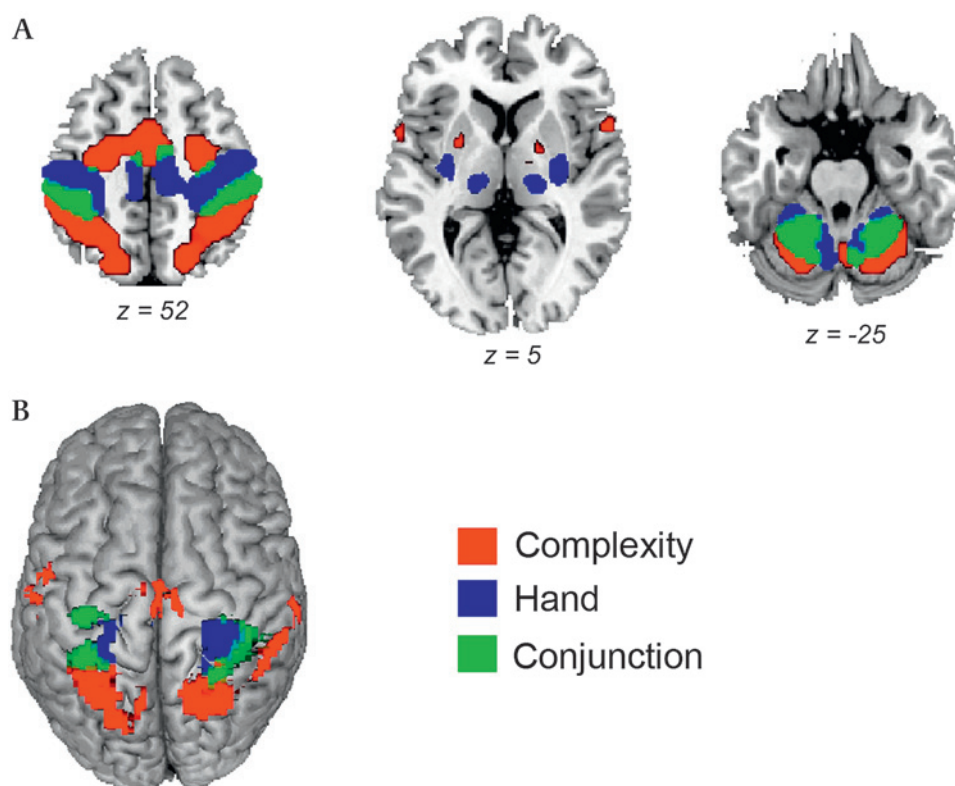 A
z = 52
z = 5
z = -25
B
Complexity
Hand
Conjunction